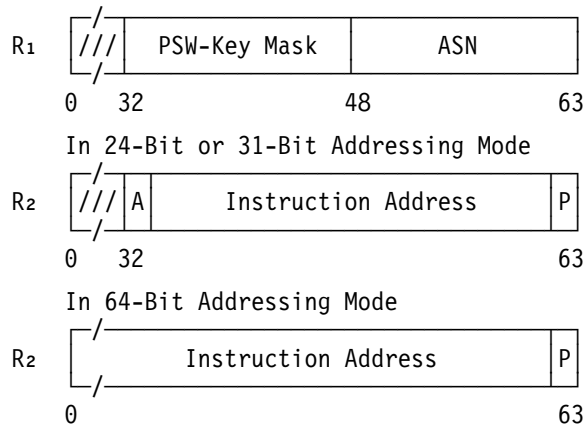 R₁ /// PSW-Key Mask ASN
0 32 48 63
In 24-Bit or 31-Bit Addressing Mode
R₂ /// A Instruction Address P
0 32 63
In 64-Bit Addressing Mode
R₂ Instruction Address P
0 63